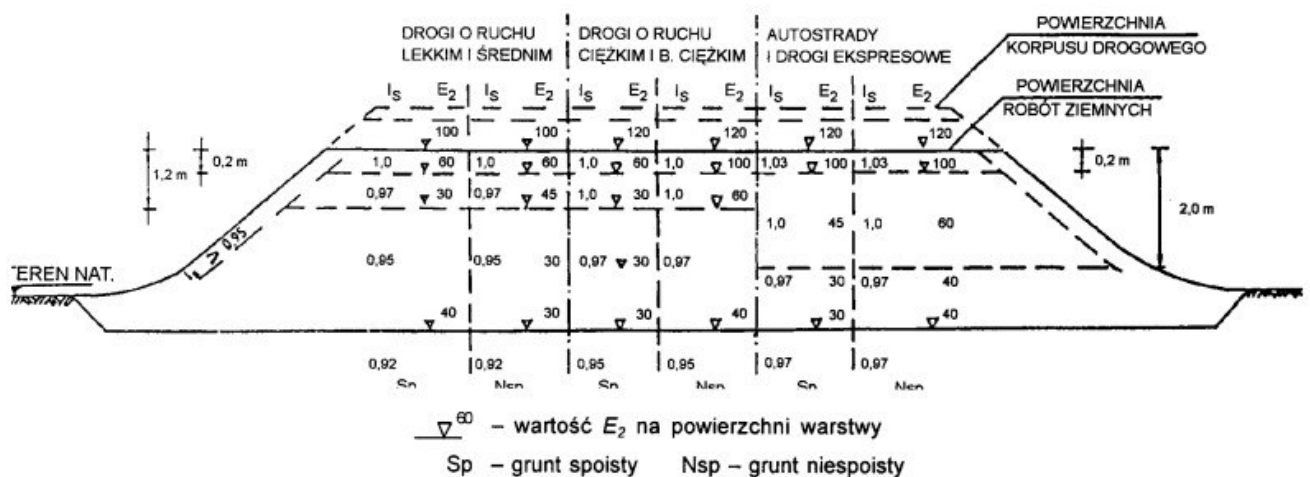 DROGI O RUCHU
LEKKIM I ŚREDNIM
DROGI O RUCHU
CIĘŻKIM I B. CIĘŻKIM
AUTOSTRADY
I DROGI EKSPRESOWE
POWIERZCHNIA
KORPUSU DROGOWEGO
POWIERZCHNIA
ROBÓT ZIEMNYCH
IS E2 IS E2 IS E2 IS E2 IS E2 IS E2
100 100 120 120 120 120
1,2 m 0,2 m 1,0 60 1,0 60 1,0 60 1,0 100 1,03 100 1,03 100 0,2 m
0,97 30 0,97 45 1,0 30 1,0 60
1,0 45 1,0 60 2,0 m
≥ 0,95
0,95 0,95 30 0,97 30 0,97
EREN NAT.
0,97 30 0,97 40
40 30 30 40 30 40
0,92 0,92 0,95 0,95 0,97 0,97
Sp Nsp Sp Nsp Sp Nsp
60 – wartość E2 na powierzchni warstwy
Sp – grunt spoisty Nsp – grunt niespoisty